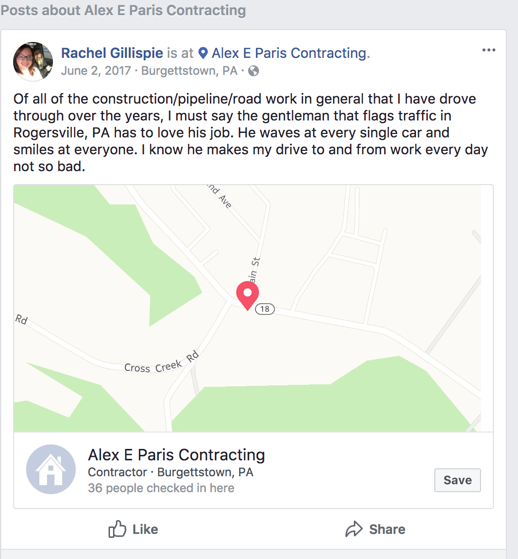 Posts about Alex E Paris Contracting
Rachel Gillispie is at Alex E Paris Contracting.
June 2, 2017 · Burgettstown, PA ·
Of all of the construction/pipeline/road work in general that I have drove
through over the years, I must say the gentleman that flags traffic in
Rogersville, PA has to love his job. He waves at every single car and
smiles at everyone. I know he makes my drive to and from work every day
not so bad.
nd Ave
ain St
18
Rd
Cross Creek Rd
Alex E Paris Contracting
Contractor · Burgettstown, PA
36 people checked in here
Save
Like
Share